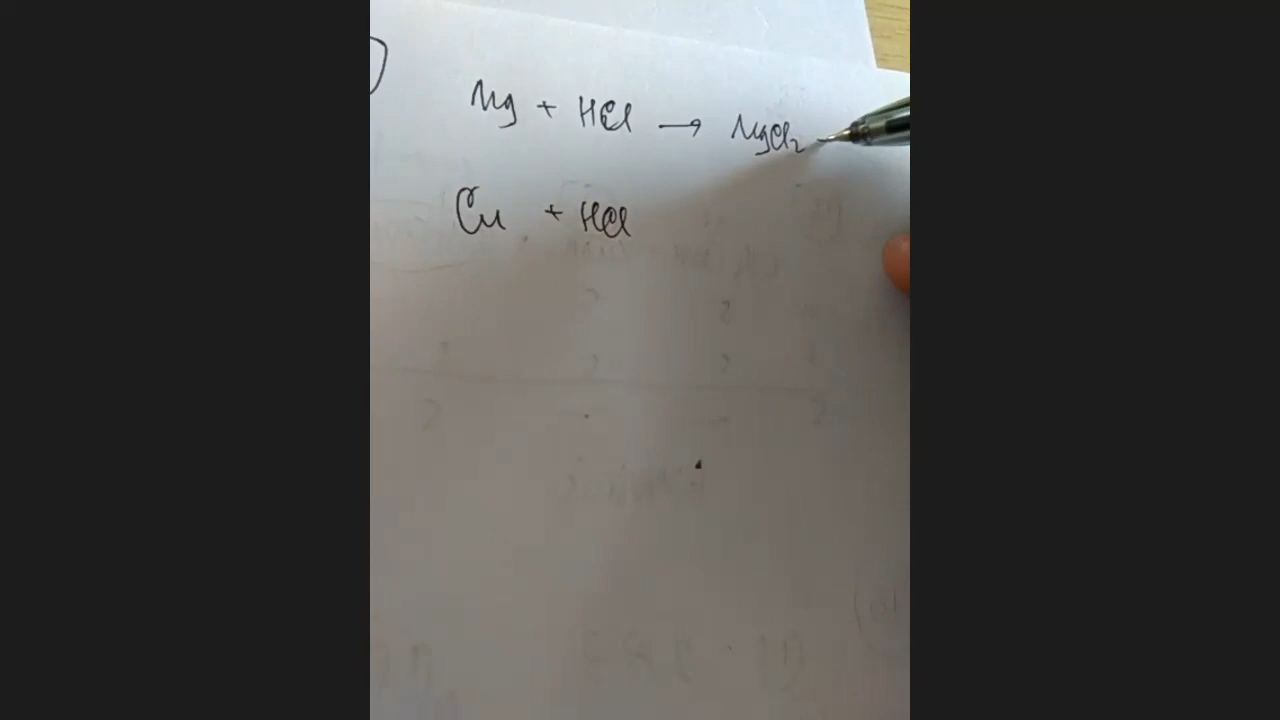 Mg + HCl → MgCl₂
Cu + HCl